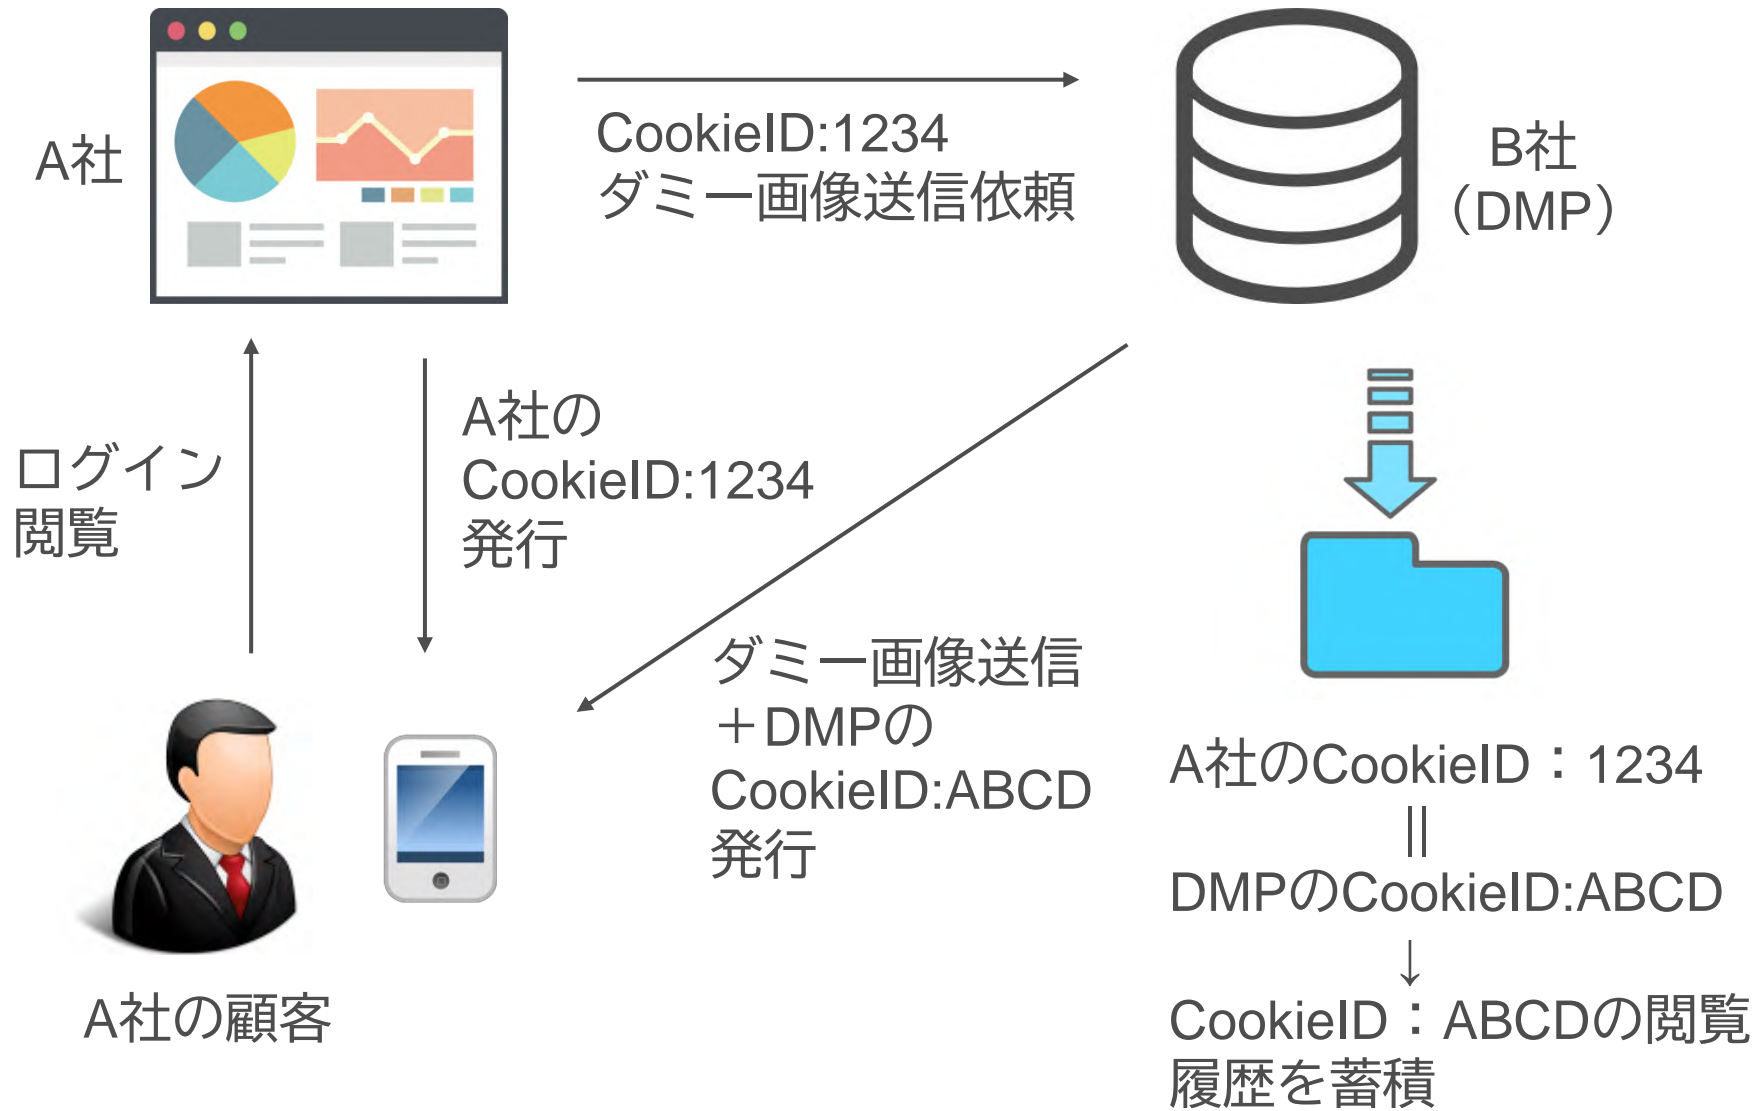 A社
CookieID:1234
ダミー画像送信依頼
B社
（DMP）
ログイン
閲覧
A社の
CookieID:1234
発行
ダミー画像送信
＋DMPの
CookieID:ABCD
発行
A社の顧客
A社のCookieID：1234
||
DMPのCookieID:ABCD
↓
CookieID：ABCDの閲覧
履歴を蓄積